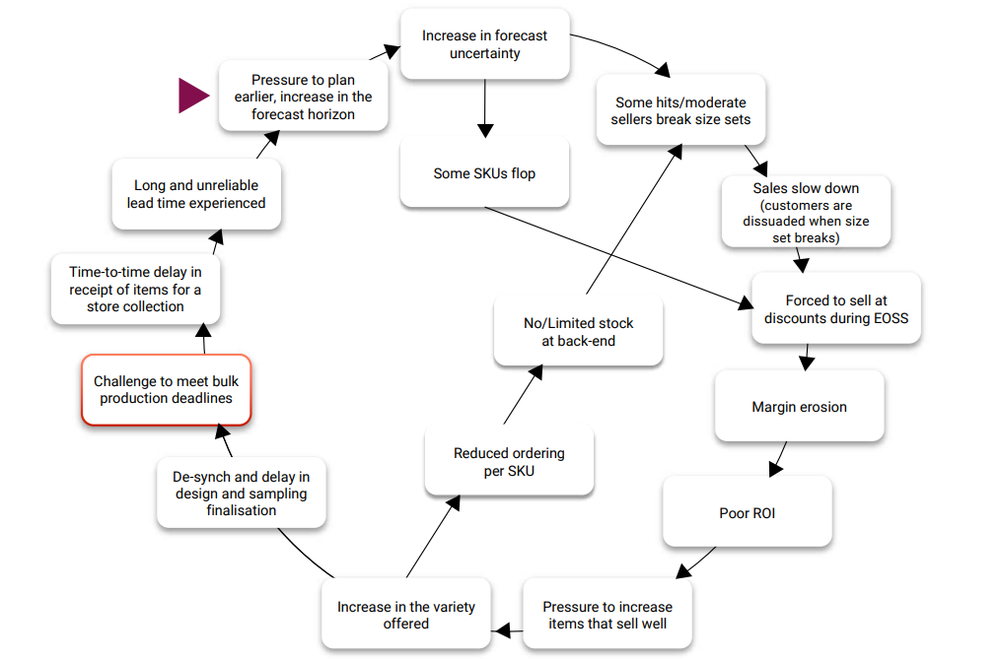 Increase in forecast
uncertainty
Pressure to plan
earlier, increase in the
forecast horizon
Some hits/moderate
sellers break size sets
Some SKUs flop
Long and unreliable
lead time experienced
Sales slow down
(customers are
dissuaded when size
set breaks)
Time-to-time delay in
receipt of items for a
store collection
Forced to sell at
discounts during EOSS
No/Limited stock
at back-end
Challenge to meet bulk
production deadlines
Margin erosion
Reduced ordering
per SKU
De-synch and delay in
design and sampling
finalisation
Poor ROI
Increase in the variety
offered
Pressure to increase
items that sell well